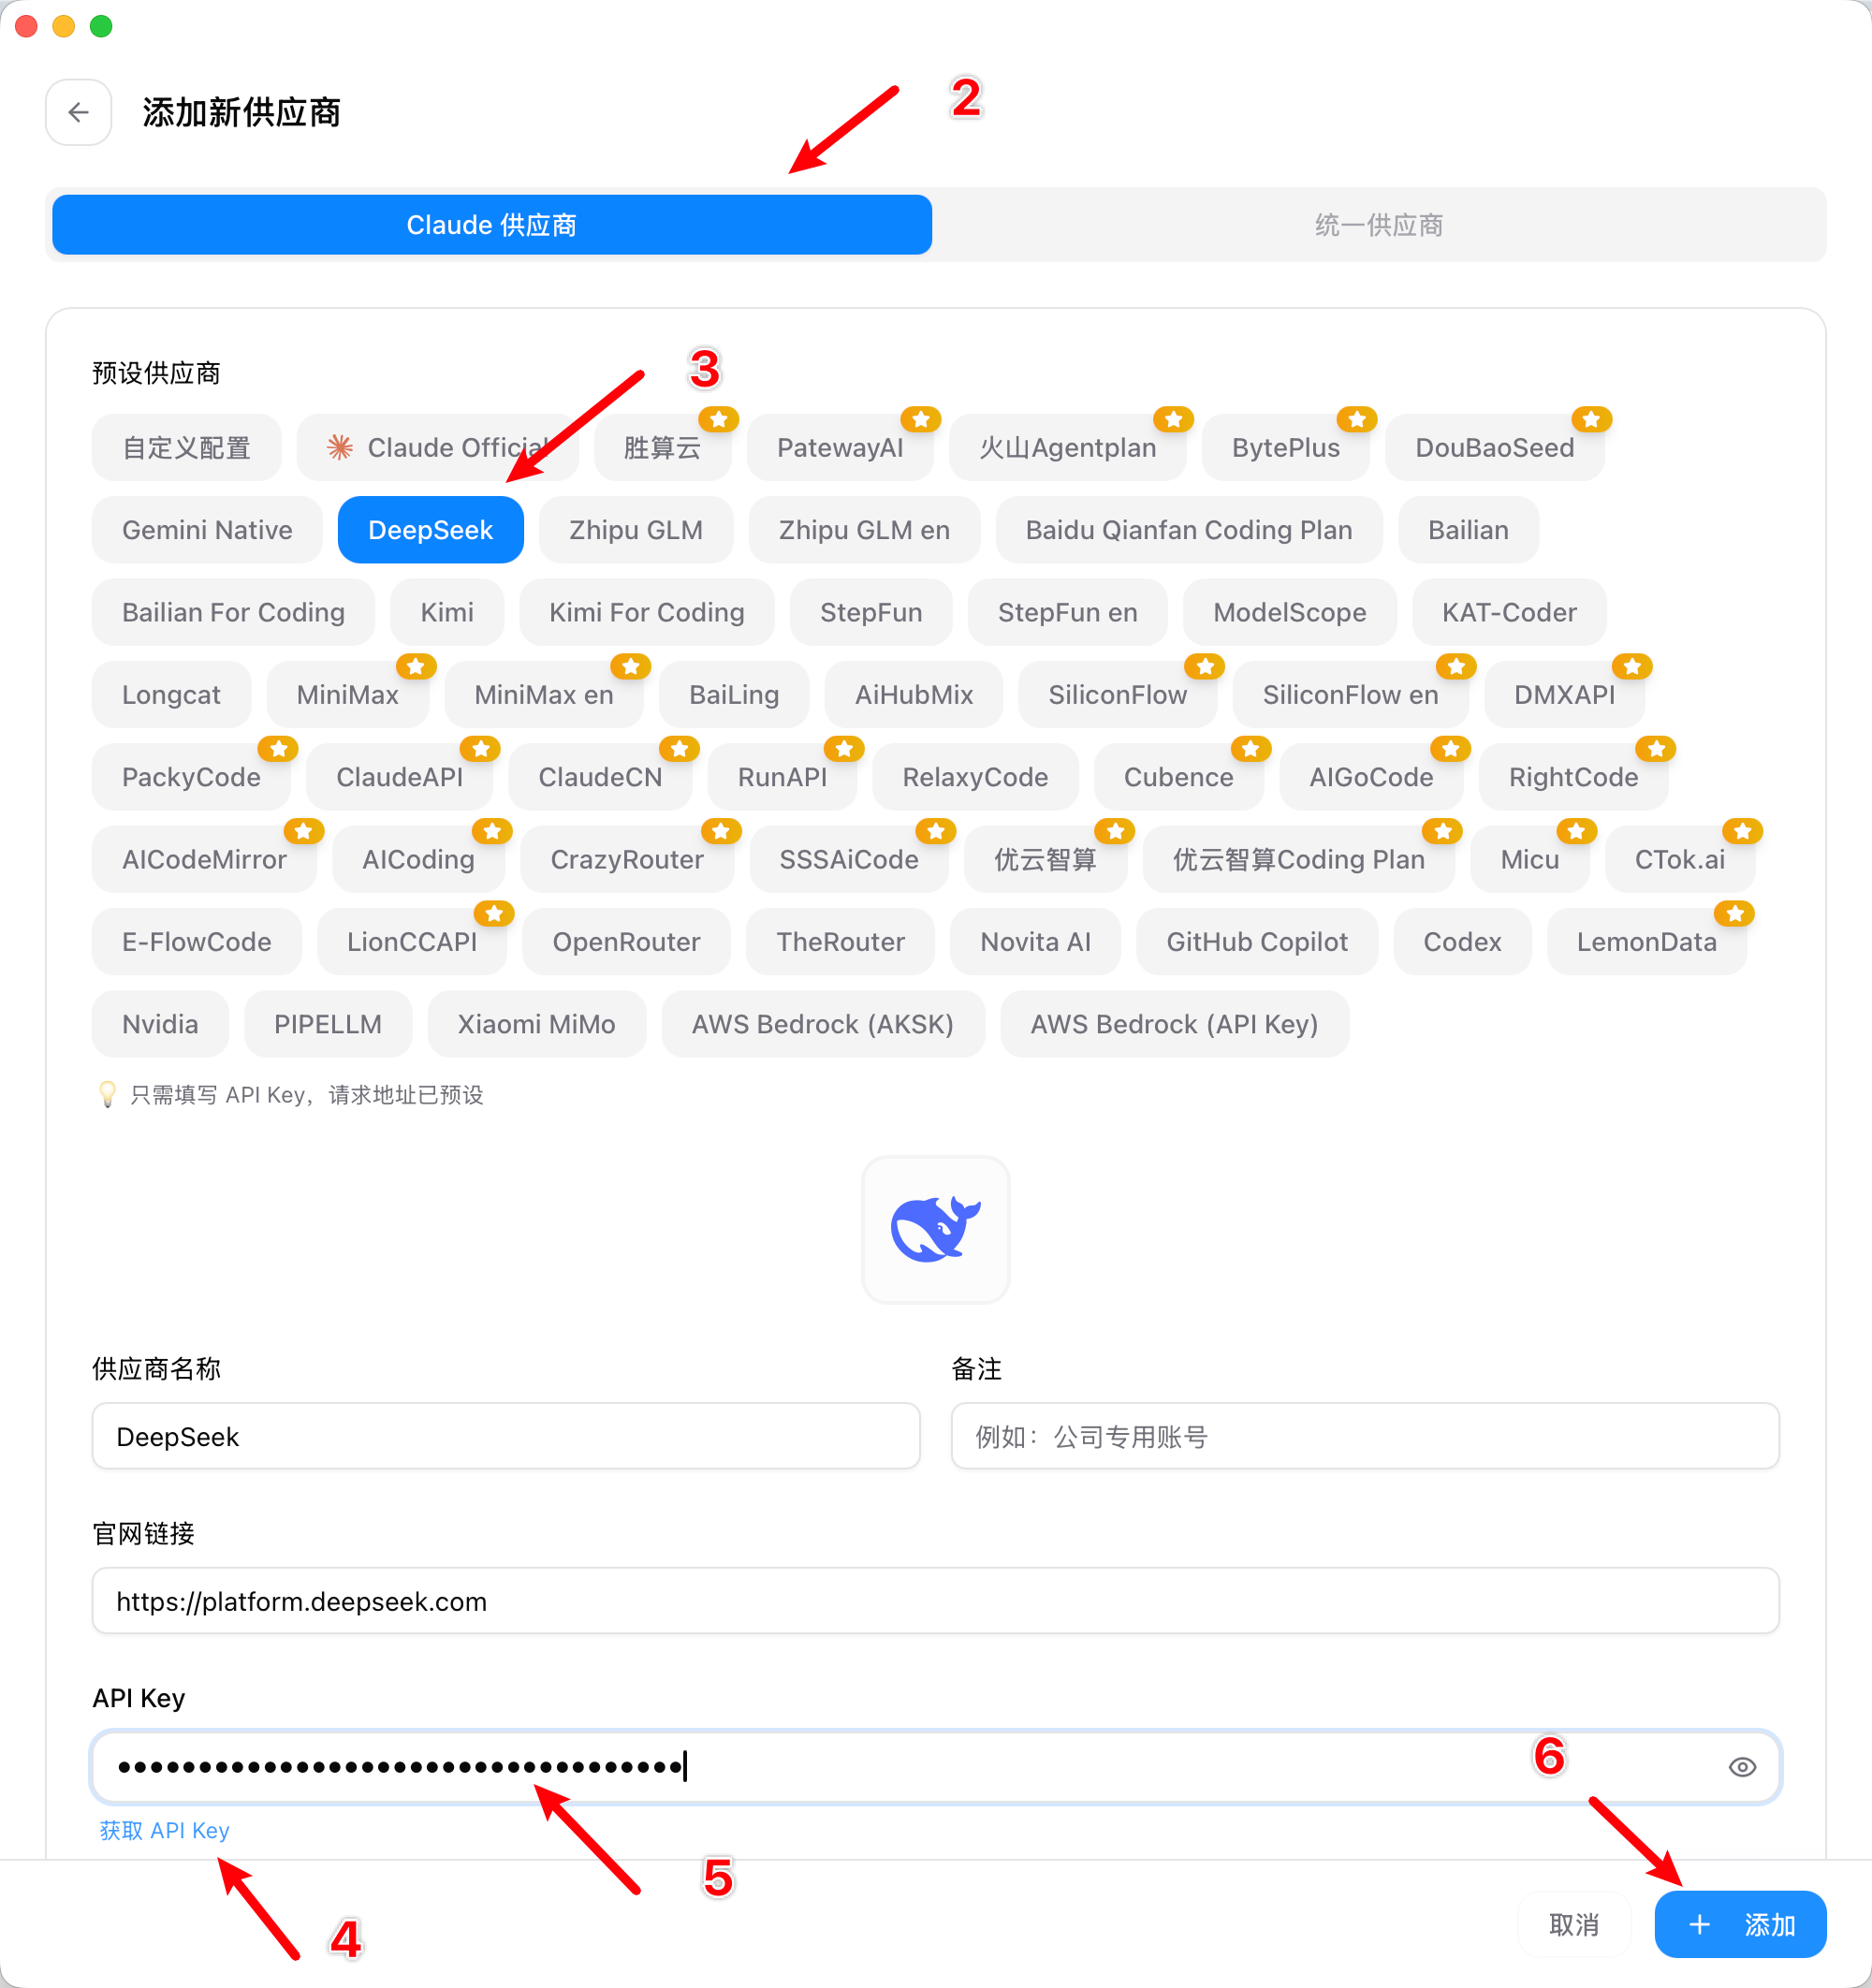 添加新供应商
2
Claude 供应商 统一供应商
预设供应商
3
自定义配置 Claude Official 胜算云 PatewayAI 火山Agentplan BytePlus DouBaoSeed
Gemini Native DeepSeek Zhipu GLM Zhipu GLM en Baidu Qianfan Coding Plan Bailian
Bailian For Coding Kimi Kimi For Coding StepFun StepFun en ModelScope KAT-Coder
Longcat MiniMax MiniMax en BaiLing AiHubMix SiliconFlow SiliconFlow en DMXAPI
PackyCode ClaudeAPI ClaudeCN RunAPI RelaxyCode Cubence AIGoCode RightCode
AICodeMirror AICoding CrazyRouter SSSAiCode 优云智算 优云智算Coding Plan Micu CTok.ai
E-FlowCode LionCCAPI OpenRouter TheRouter Novita AI GitHub Copilot Codex LemonData
Nvidia PIPELLM Xiaomi MiMo AWS Bedrock (AKSK) AWS Bedrock (API Key)
只需填写 API Key，请求地址已预设
供应商名称 备注
DeepSeek 例如：公司专用账号
官网链接
https://platform.deepseek.com
API Key
6
获取 API Key
5
4
取消 添加